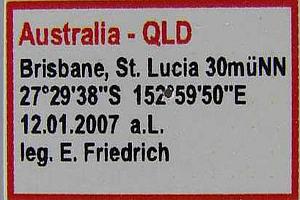 Australia - QLD
Brisbane, St. Lucia 30müNN
27°29'38"S 152°59'50"E
12.01.2007 a.L.
leg. E. Friedrich